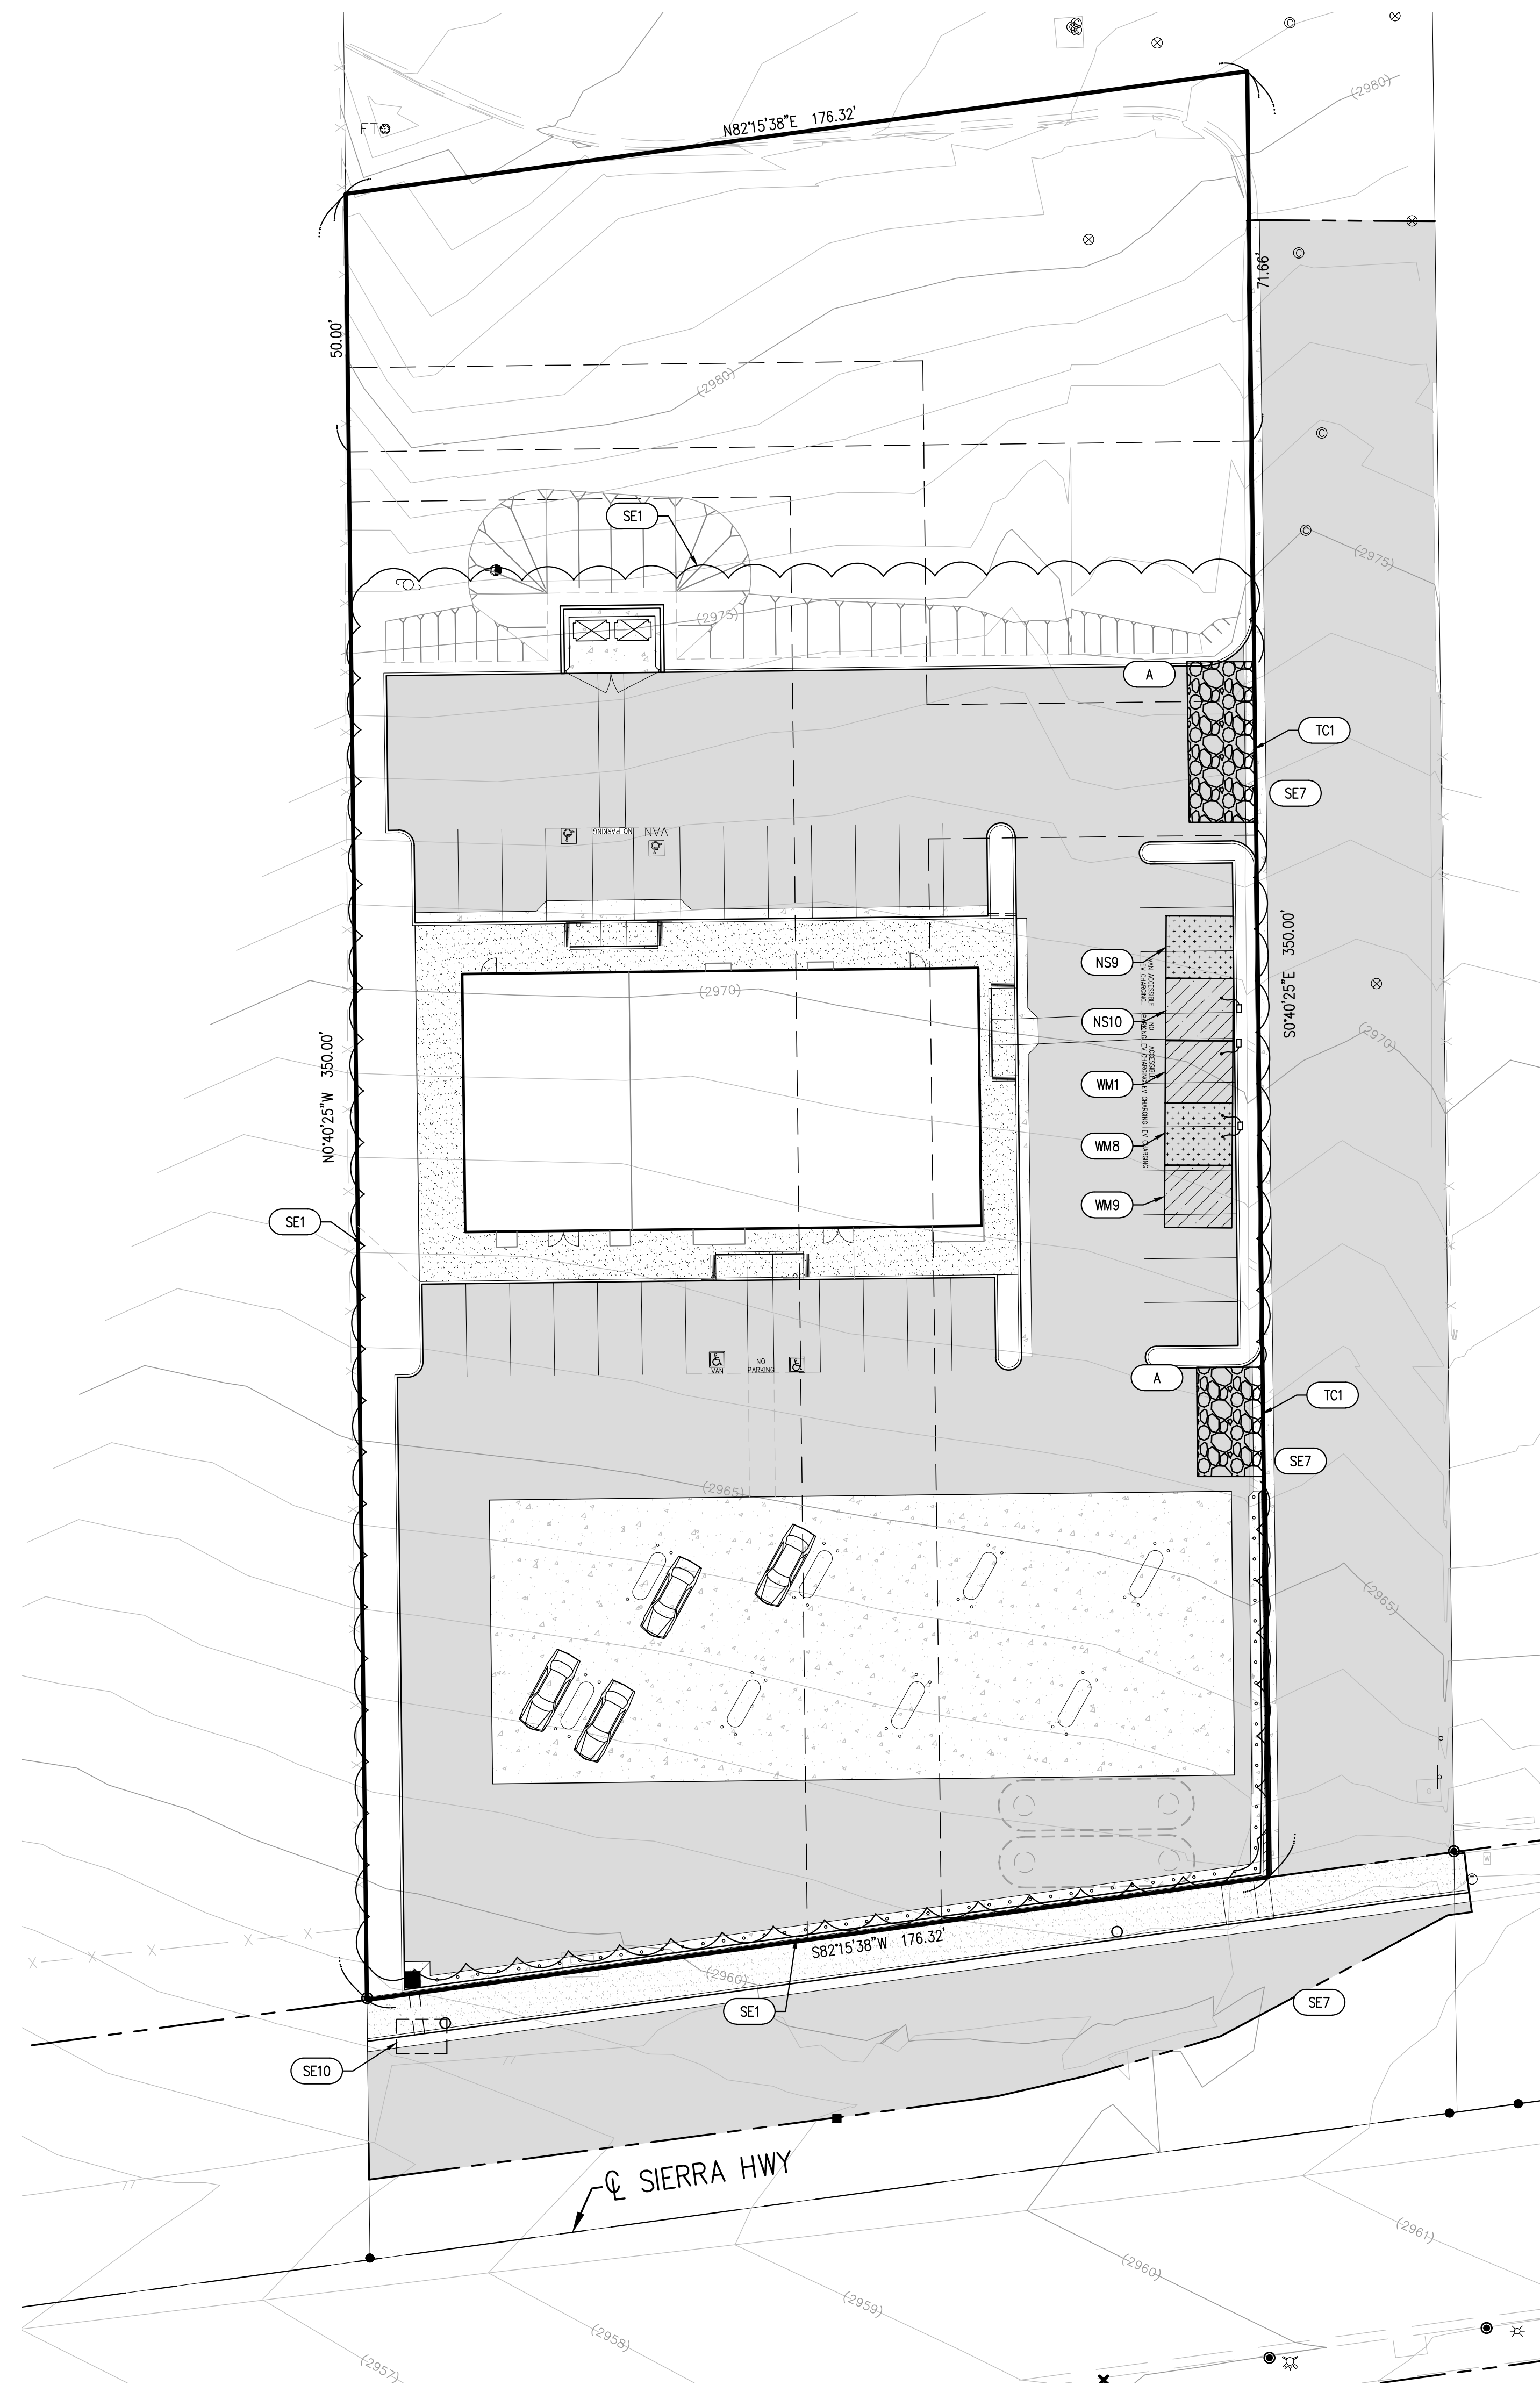 (2980)
N82°15'38"E 176.32'
FT
71.66'
50.00'
(2980)
SE1
(2975)
(2975)
A
TC1
SE7
NO PARKING
VAN
NS9
VAN ACCESSIBLE
EV CHARGING
(2970)
NS10
NO
PARKING
S0°40'25"E 350.00'
(2970)
N0°40'25"W 350.00'
WM1
ACCESSIBLE
EV CHARGING
EV CHARGING
EV CHARGING
WM8
WM9
SE1
VAN
NO
PARKING
A
TC1
SE7
(2965)
(2965)
W
T
S82°15'38"W 176.32'
(2960)
SE1
SE7
SE10
℄ SIERRA HWY
(2961)
(2960)
(2959)
(2958)
(2957)